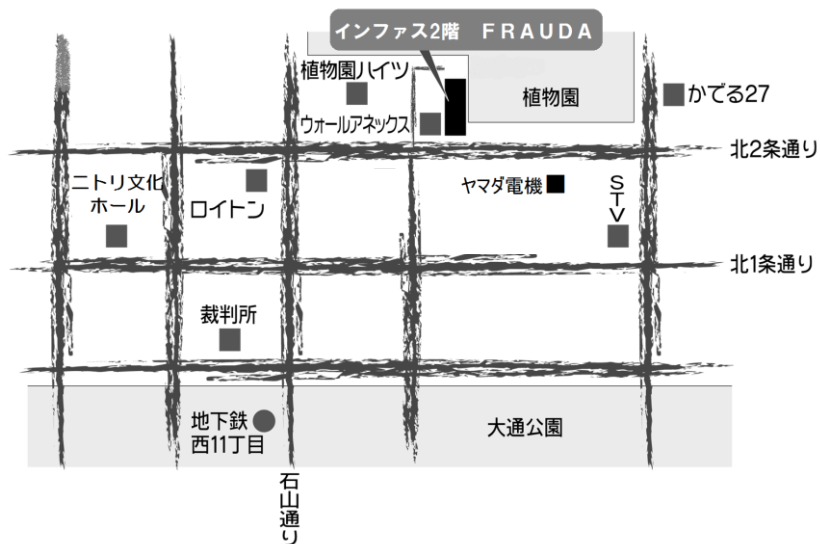 インファス2階 FRAUDA
植物園ハイツ
植物園
かでる27
ウォールアネックス
北2条通り
ニトリ文化
ホール
ロイトン
ヤマダ電機
STV
北1条通り
裁判所
地下鉄
西11丁目
大通公園
石山通り